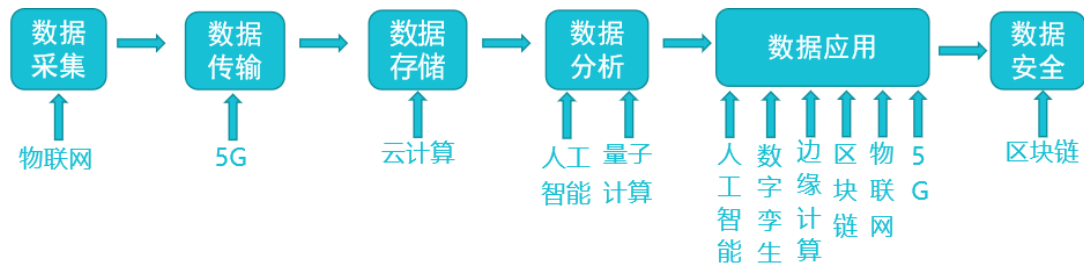 数据
采集
数据
传输
数据
存储
数据
分析
数据应用
数据
安全
物联网
5G
云计算
人工
智能
量子
计算
人工智能
数字孪生
边缘计算
区块链
物联网
5G
区块链